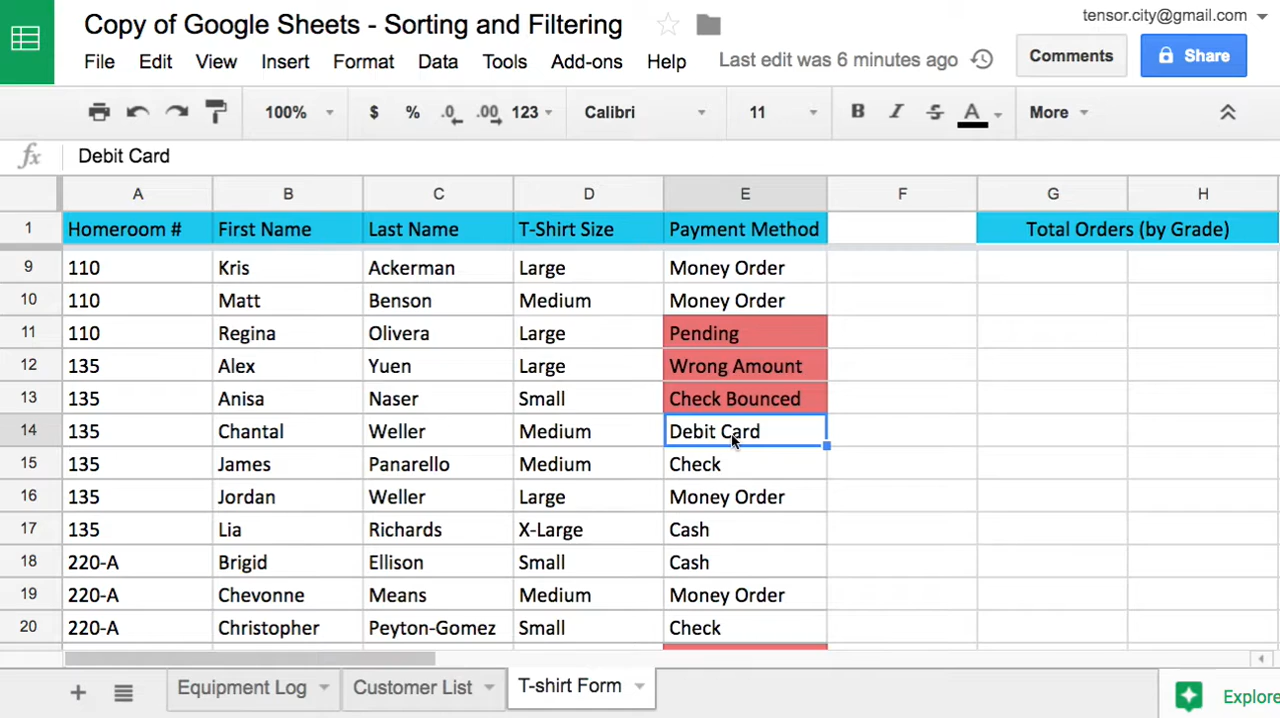 Copy of Google Sheets - Sorting and Filtering
tensor.city@gmail.com
File Edit View Insert Format Data Tools Add-ons Help Last edit was 6 minutes ago
Comments
Share
100% $ % .0 .00 123 Calibri 11 B I S A More
fx Debit Card
A B C D E F G H
1 Homeroom # First Name Last Name T-Shirt Size Payment Method Total Orders (by Grade)
9 110 Kris Ackerman Large Money Order
10 110 Matt Benson Medium Money Order
11 110 Regina Olivera Large Pending
12 135 Alex Yuen Large Wrong Amount
13 135 Anisa Naser Small Check Bounced
14 135 Chantal Weller Medium Debit Card
15 135 James Panarello Medium Check
16 135 Jordan Weller Large Money Order
17 135 Lia Richards X-Large Cash
18 220-A Brigid Ellison Small Cash
19 220-A Chevonne Means Medium Money Order
20 220-A Christopher Peyton-Gomez Small Check
Equipment Log Customer List T-shirt Form Explore